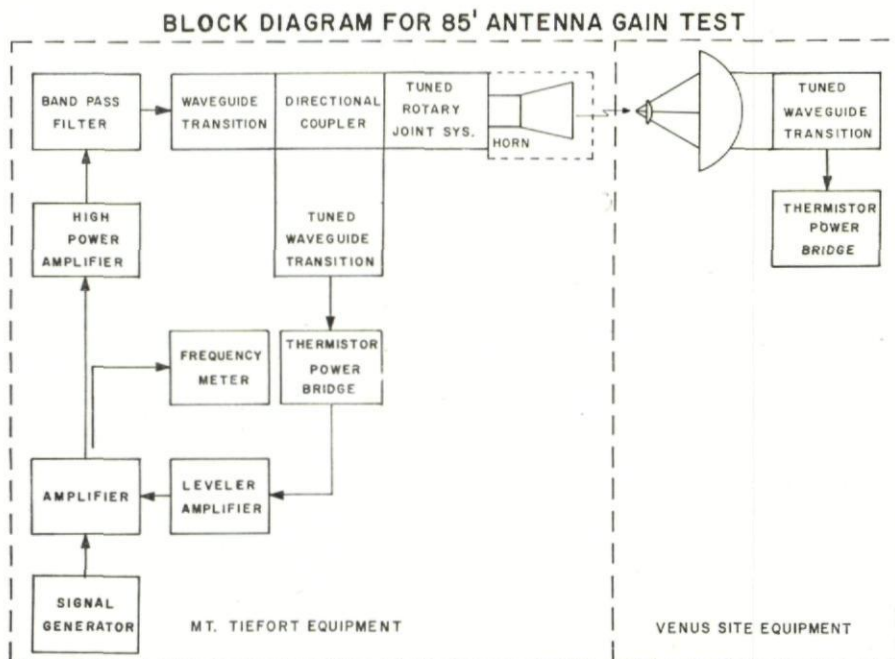 BLOCK DIAGRAM FOR 85' ANTENNA GAIN TEST
BAND PASS
FILTER
WAVEGUIDE
TRANSITION
DIRECTIONAL
COUPLER
TUNED
ROTARY
JOINT SYS.
HORN
TUNED
WAVEGUIDE
TRANSITION
HIGH
POWER
AMPLIFIER
TUNED
WAVEGUIDE
TRANSITION
THERMISTOR
POWER
BRIDGE
FREQUENCY
METER
THERMISTOR
POWER
BRIDGE
AMPLIFIER
LEVELER
AMPLIFIER
SIGNAL
GENERATOR
MT. TIEFORT EQUIPMENT
VENUS SITE EQUIPMENT